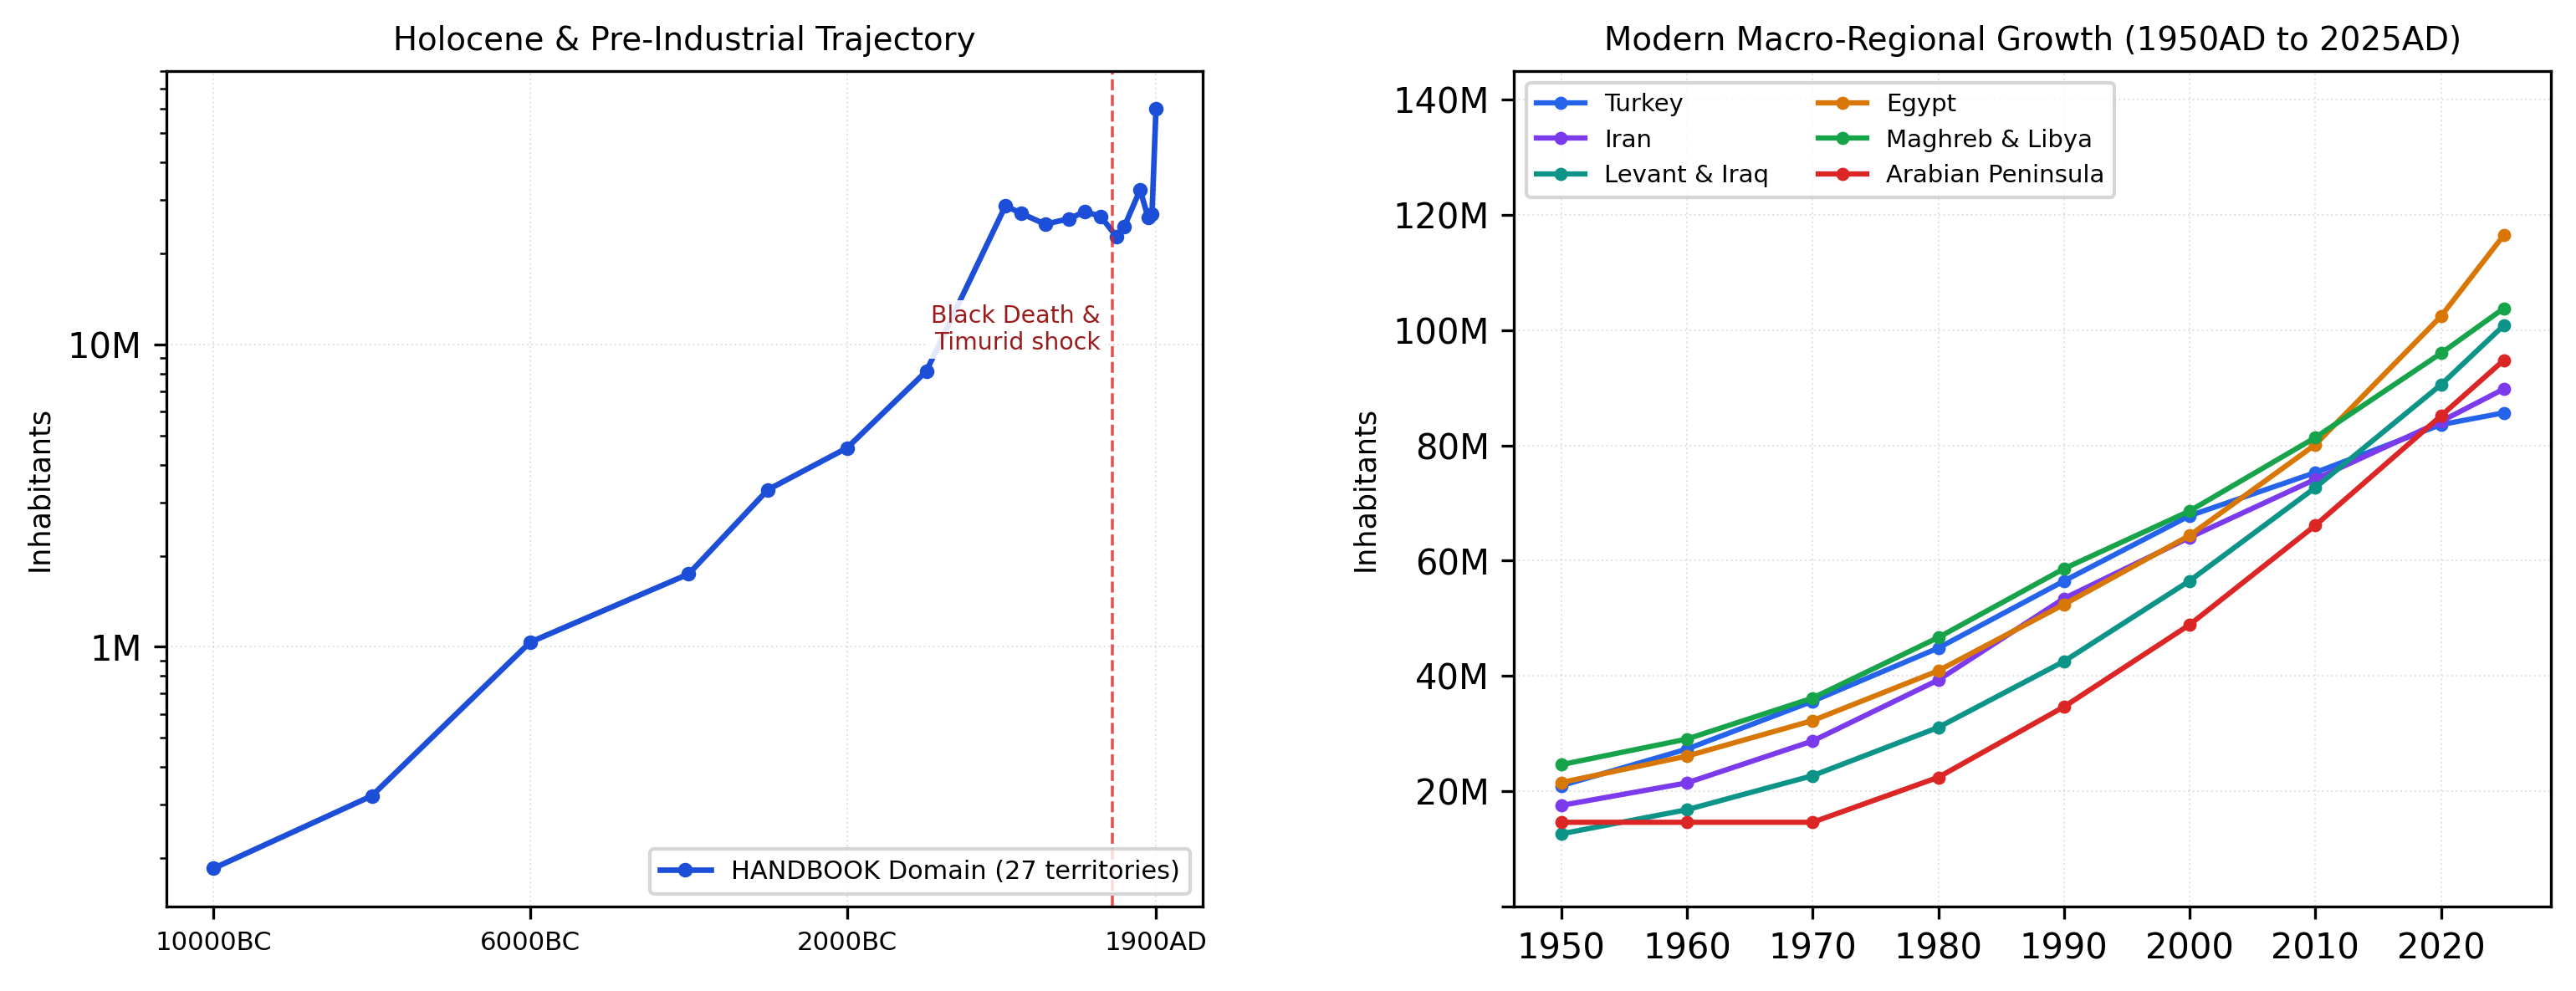 Holocene & Pre-Industrial Trajectory
Inhabitants
10M
1M
Black Death &
Timurid shock
HANDBOOK Domain (27 territories)
10000BC
6000BC
2000BC
1900AD
Modern Macro-Regional Growth (1950AD to 2025AD)
Inhabitants
140M
120M
100M
80M
60M
40M
20M
Turkey
Iran
Levant & Iraq
Egypt
Maghreb & Libya
Arabian Peninsula
1950
1960
1970
1980
1990
2000
2010
2020